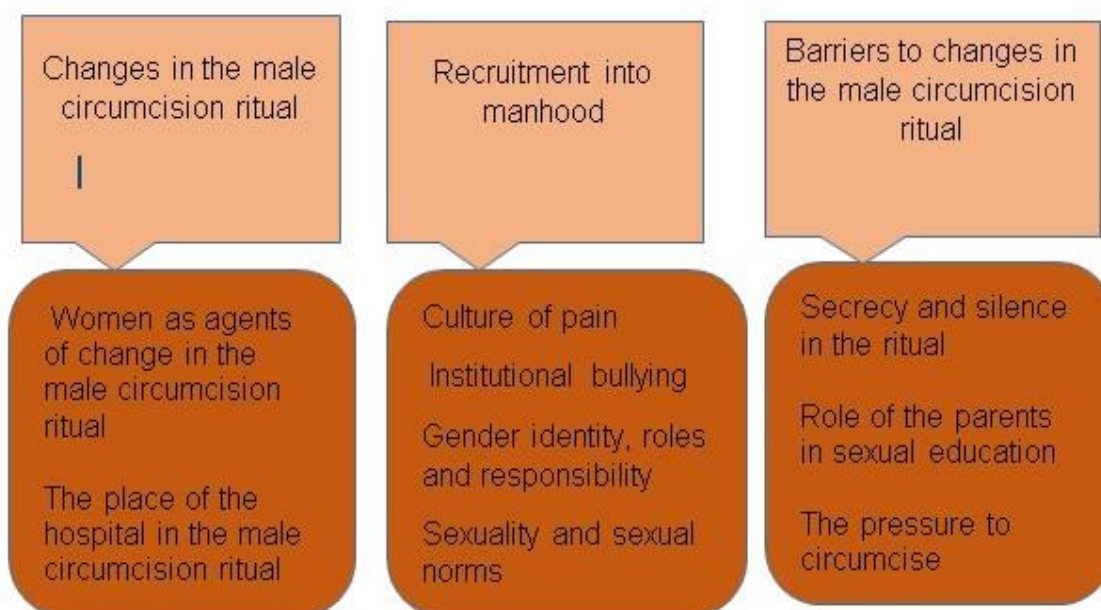 Changes in the male
circumcision ritual
Women as agents
of change in the
male circumcision
ritual
The place of the
hospital in the male
circumcision ritual
Recruitment into
manhood
Culture of pain
Institutional bullying
Gender identity, roles
and responsibility
Sexuality and sexual
norms
Barriers to changes in
the male circumcision
ritual
Secrecy and silence
in the ritual
Role of the parents
in sexual education
The pressure to
circumcise